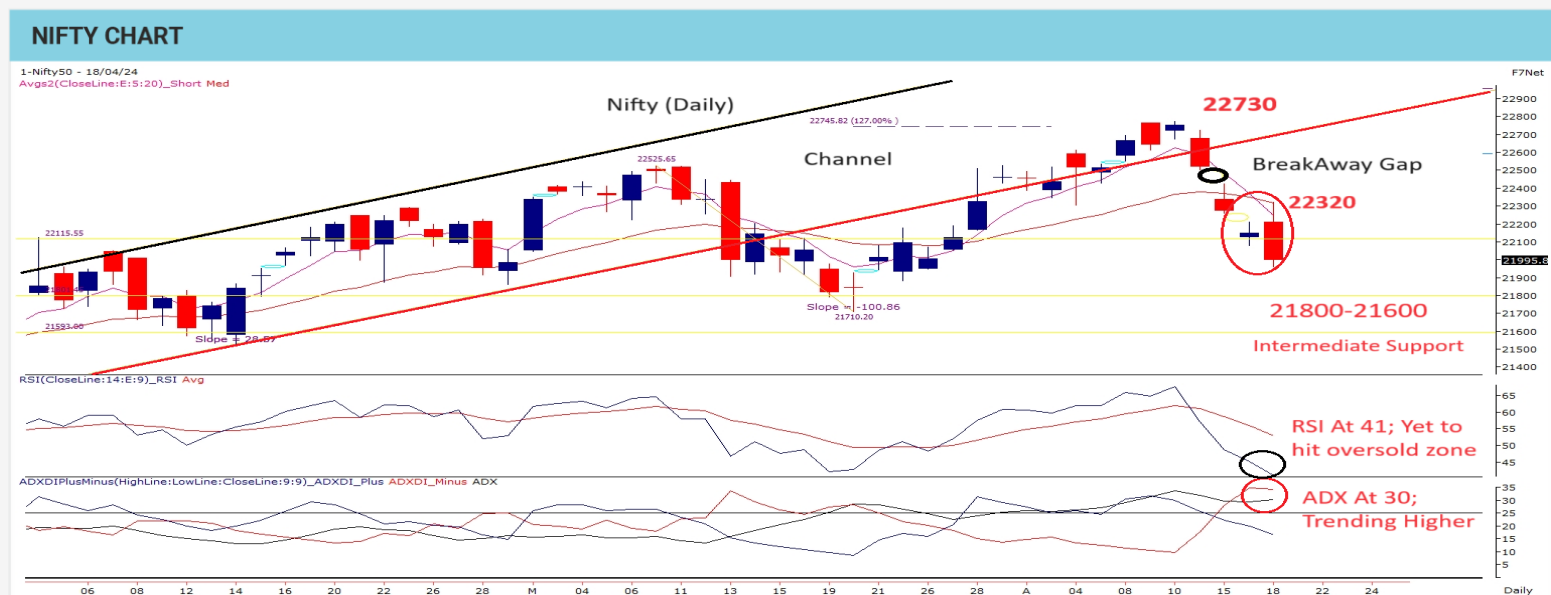 NIFTY CHART
1-Nifty50 - 18/04/24
F7Net
Avgs2(CloseLine:E:5:20)_Short Med
Nifty (Daily)
22745.82 (127.00% )
22730
Channel
BreakAway Gap
22525.65
22320
22115.55
21593.00
Slope = 28.87
Slope = -100.86
21710.20
21800-21600
Intermediate Support
22900
22800
22700
22600
22500
22400
22300
22200
22100
21995.8
21900
21800
21700
21600
21500
21400
RSI(CloseLine:14:E:9)_RSI Avg
RSI At 41; Yet to
hit oversold zone
65
60
55
50
45
ADXDIPlusMinus(HighLine:LowLine:CloseLine:9:9)_ADXDI_Plus ADXDI_Minus ADX
ADX At 30;
Trending Higher
35
30
25
20
15
10
5
06 08 12 14 16 20 22 26 28 M 04 06 11 13 15 19 21 26 28 A 04 08 10 15 18 22 24 Daily